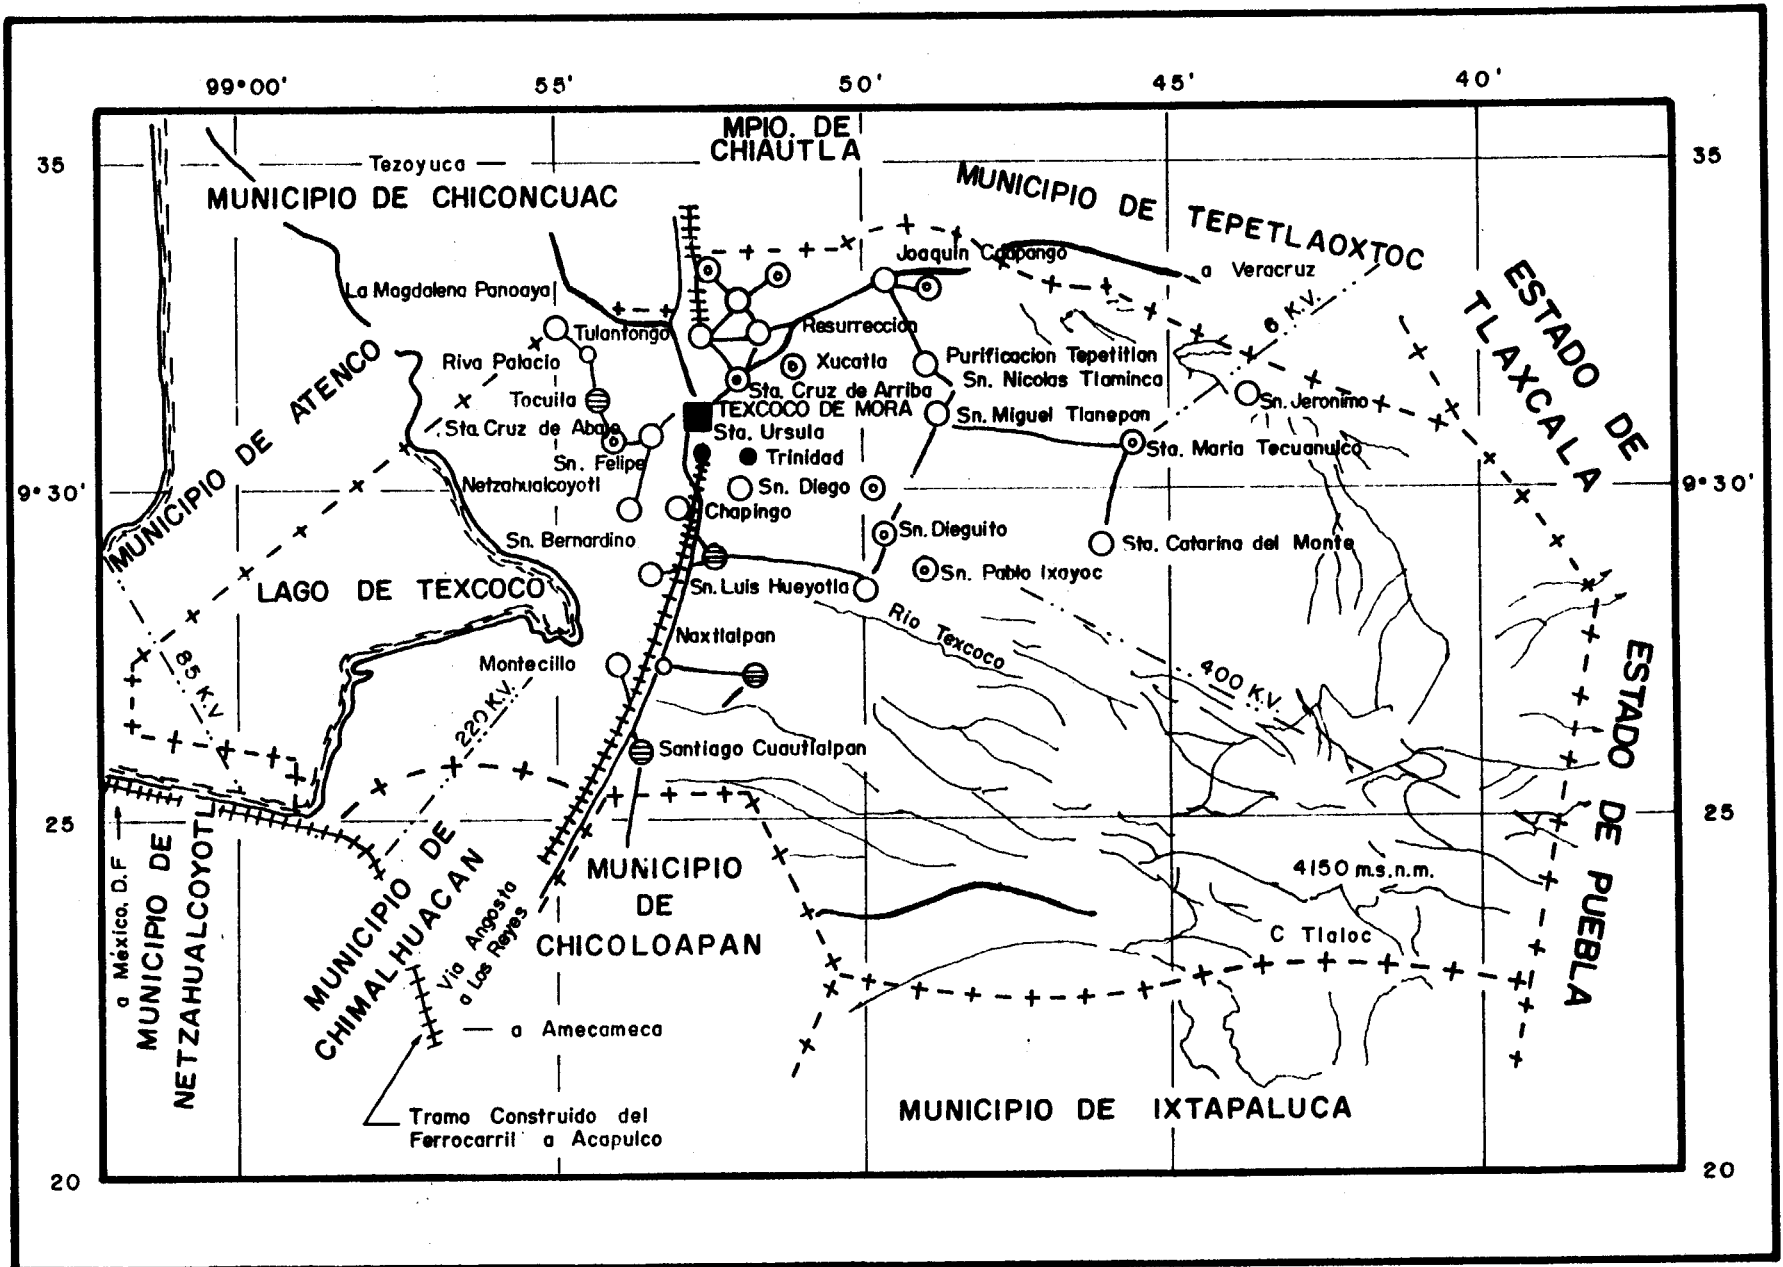 99°00'
55'
50'
45'
40'
35
35
MPIO. DE
CHIAUTLA
Tezoyuca
MUNICIPIO DE CHICONCUAC
MUNICIPIO DE TEPETLAOXTOC
Joaquin Coapango
a Veracruz
ESTADO DE
TLAXCALA
La Magdalena Panoaya
6 K.V.
Tulantongo
Resurreccion
Riva Palacio
Xucatla
Purificacion Tepetitlan
Sn. Nicolas Tlaminca
MUNICIPIO DE ATENCO
Tocuila
Sta. Cruz de Arriba
Sn. Jeronimo
TEXCOCO DE MORA
Sn. Miguel Tlanepan
Sta. Cruz de Abajo
Sta. Ursula
Sta. Maria Tecuanulco
Sn. Felipe
Trinidad
9°30'
9°30'
Netzahualcoyotl
Sn. Diego
Chapingo
Sn. Dieguito
Sn. Bernardino
Sta. Catarina del Monte
Sn. Pablo Ixayoc
LAGO DE TEXCOCO
Sn. Luis Hueyotla
Rio Texcoco
Naxtlalpan
Montecillo
85 K.V
220 K.V.
400 K.V.
ESTADO DE PUEBLA
Santiago Cuautlalpan
25
25
a México, D.F
MUNICIPIO DE
NETZAHUALCOYOTL
MUNICIPIO DE
CHIMALHUACAN
Via Angosta
a Los Reyes
MUNICIPIO
DE
CHICOLOAPAN
4150 m.s.n.m.
C Tlaloc
a Amecameca
Tramo Construido del
Ferrocarril a Acapulco
MUNICIPIO DE IXTAPALUCA
20
20